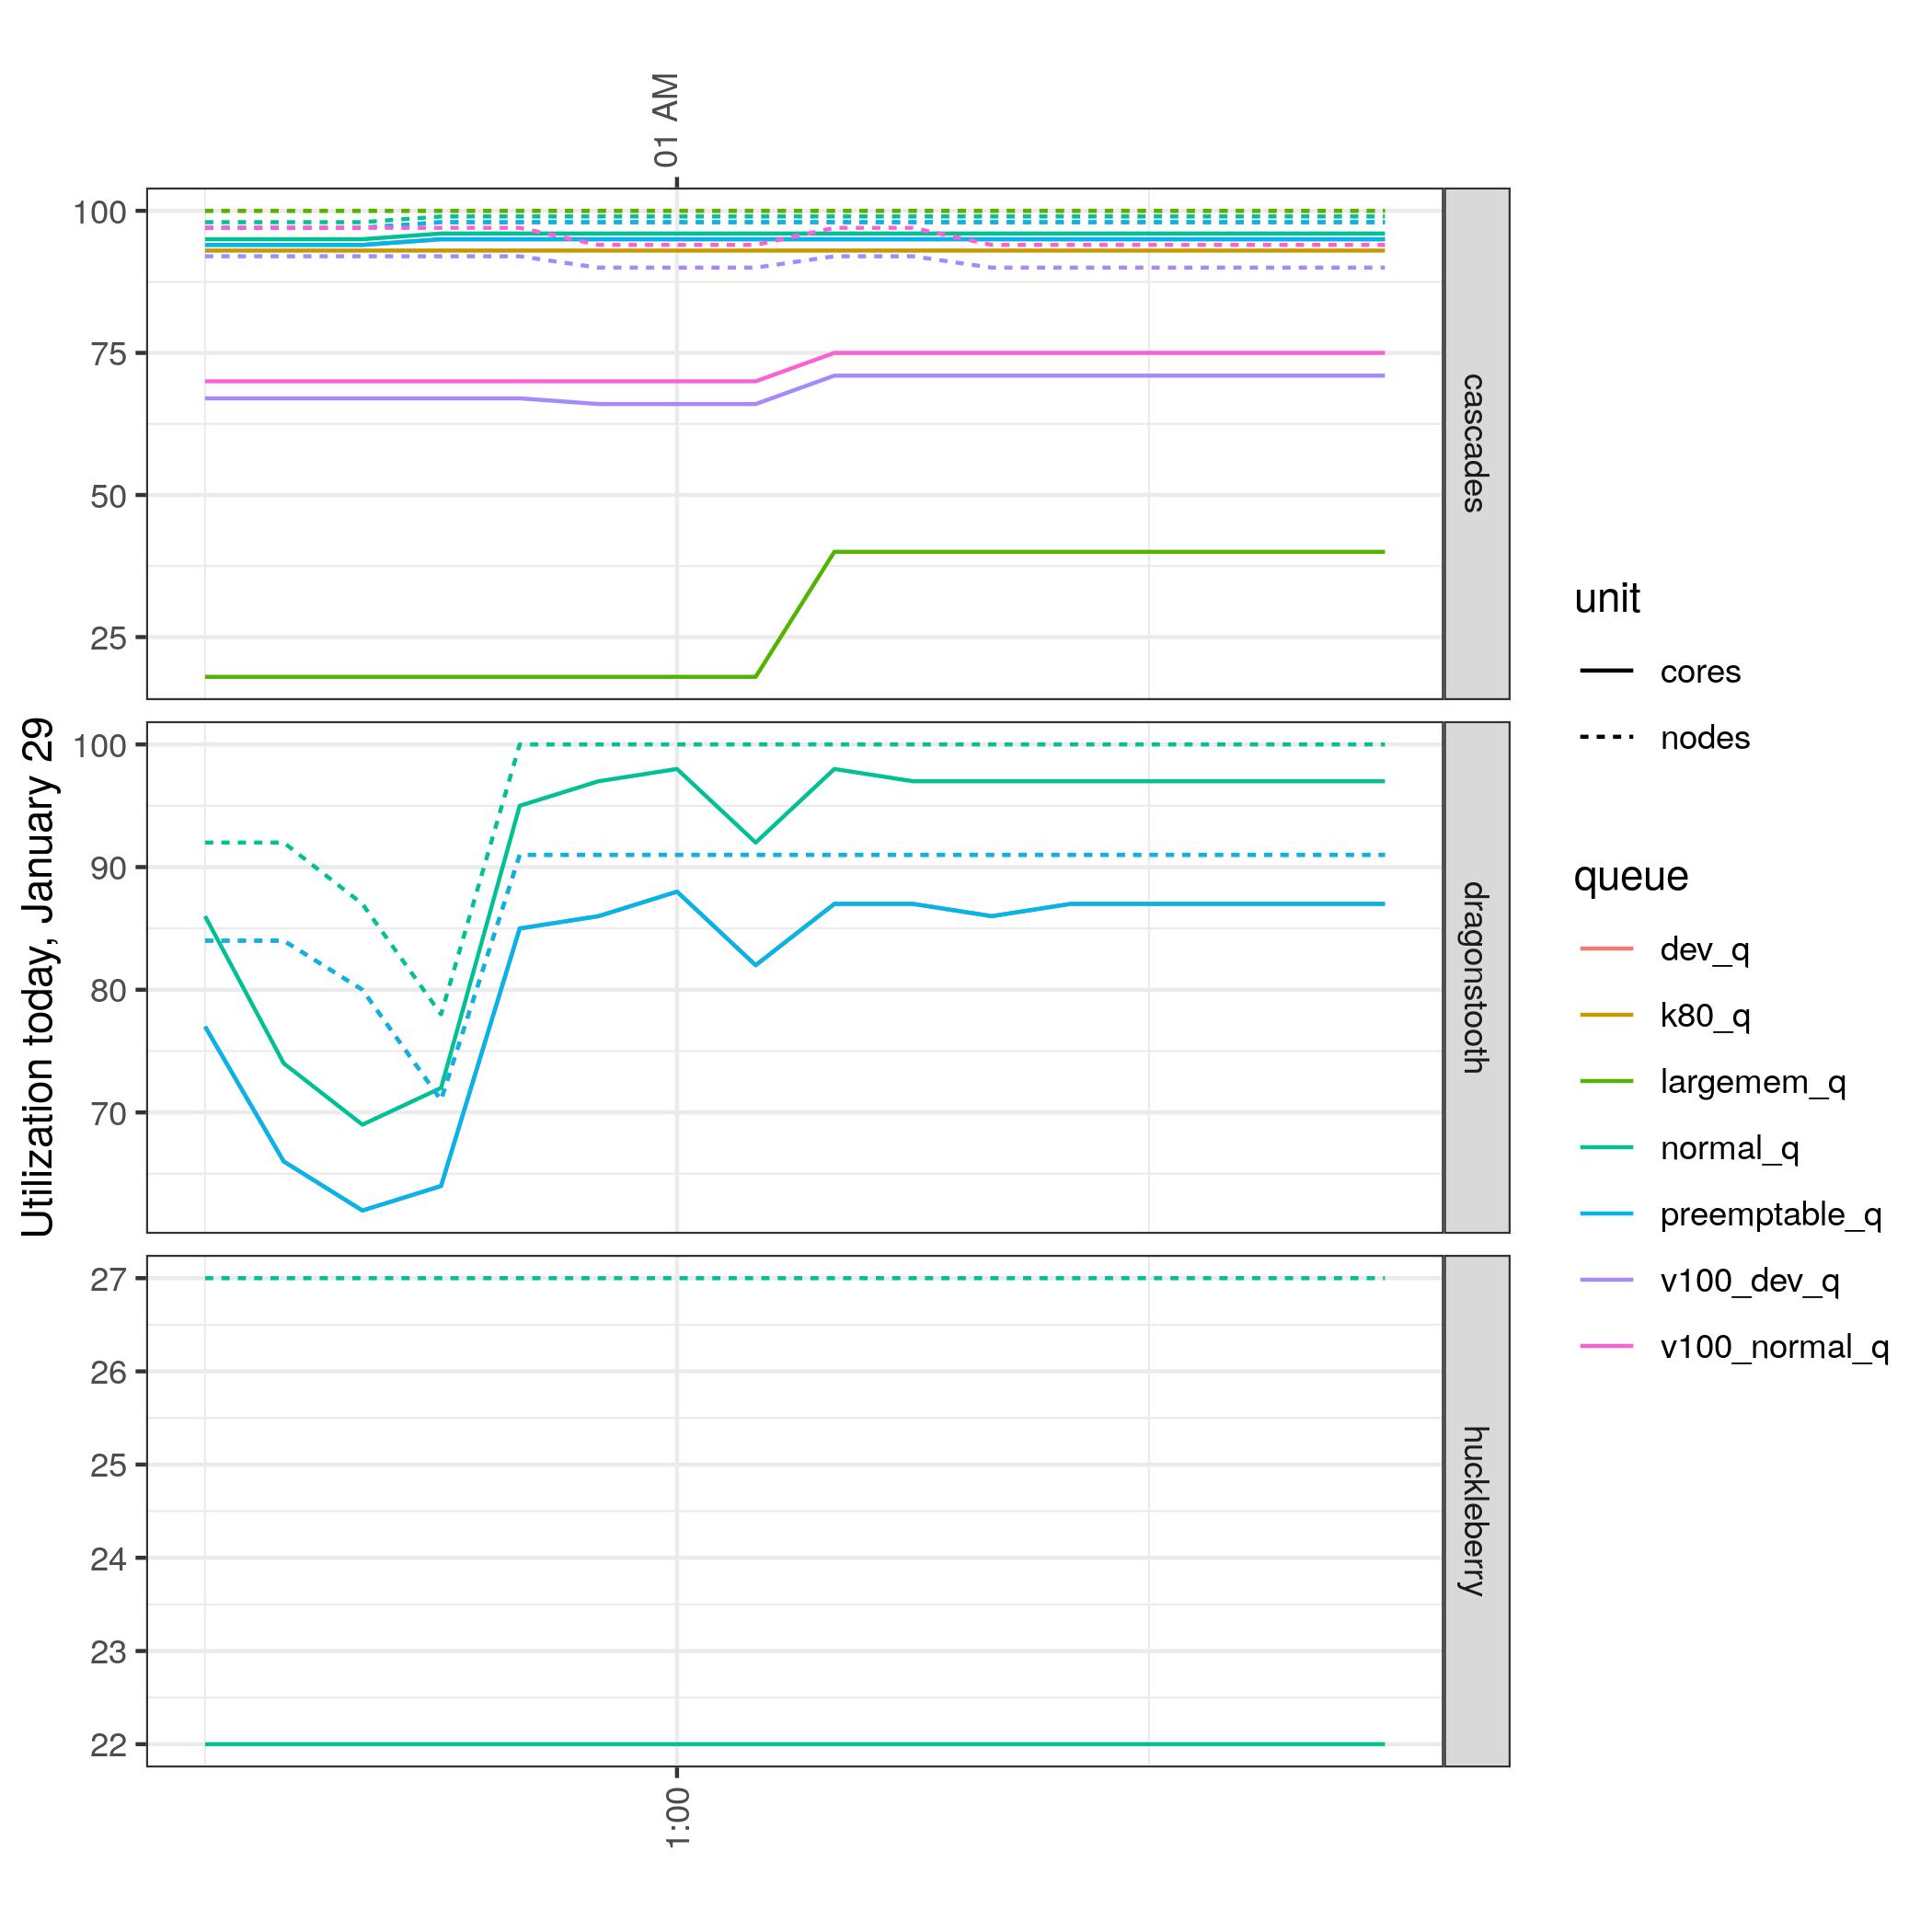 01 AM
100
75
50
25
cascades
Utilization today, January 29
100
90
80
70
dragonstooth
27
26
25
24
23
22
huckleberry
1:00
unit
cores
nodes
queue
dev_q
k80_q
largemem_q
normal_q
preemptable_q
v100_dev_q
v100_normal_q